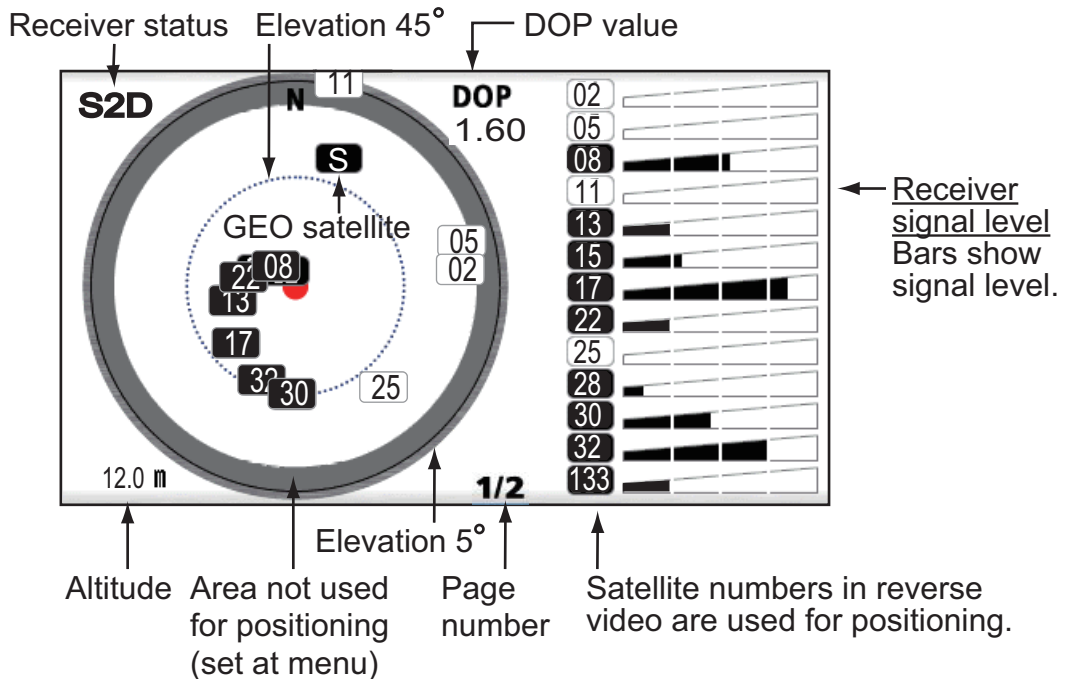 Receiver status
Elevation 45°
DOP value
S2D
N
11
DOP
1.60
S
GEO satellite
05
02
22
08
13
17
32
30
25
12.0 m
1/2
02
05
08
11
13
15
17
22
25
28
30
32
133
Receiver
signal level
Bars show
signal level.
Elevation 5°
Altitude
Area not used
for positioning
(set at menu)
Page
number
Satellite numbers in reverse
video are used for positioning.